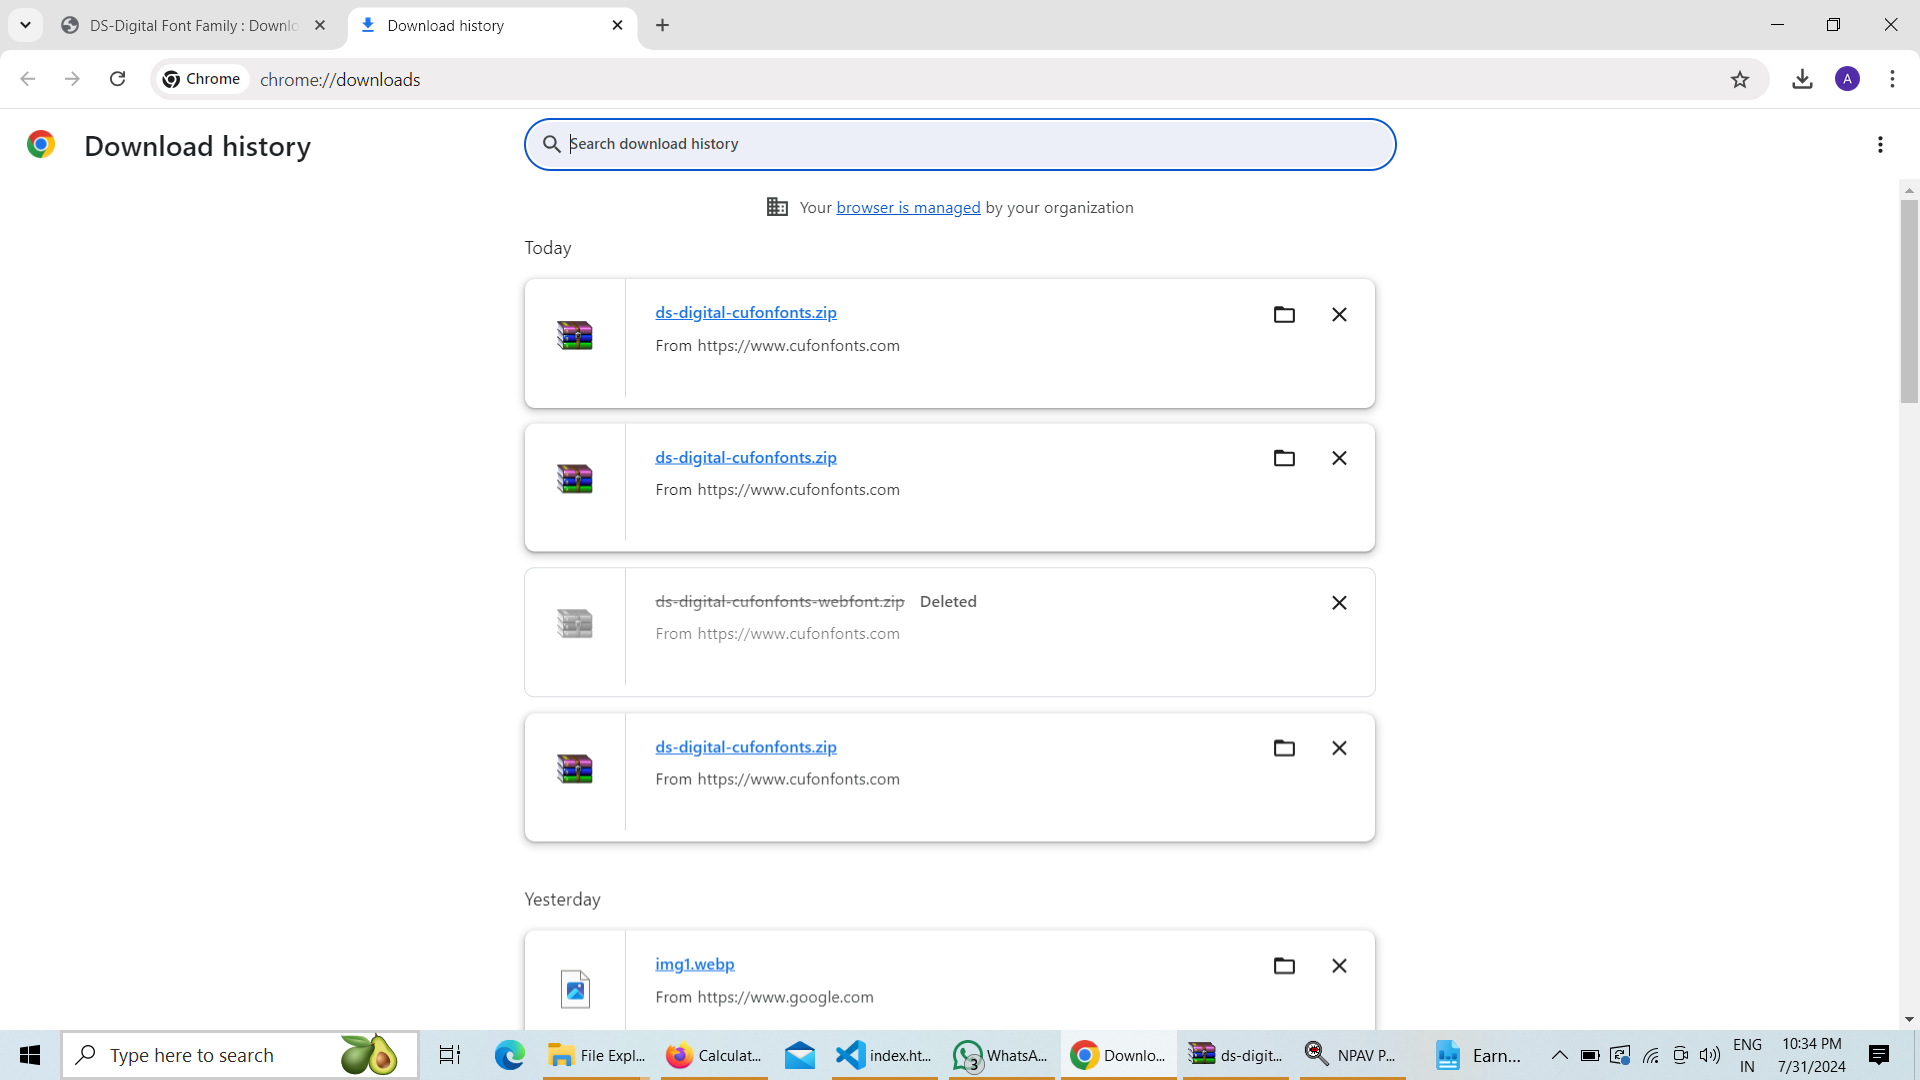 DS-Digital Font Family : Downlo
Download history
Chrome
chrome://downloads
A
Download history
Search download history
Your browser is managed by your organization
Today
ds-digital-cufonfonts.zip
From https://www.cufonfonts.com
ds-digital-cufonfonts.zip
From https://www.cufonfonts.com
ds-digital-cufonfonts-webfont.zip Deleted
From https://www.cufonfonts.com
ds-digital-cufonfonts.zip
From https://www.cufonfonts.com
Yesterday
img1.webp
From https://www.google.com
Type here to search
File Expl...
Calculat...
index.ht...
3
WhatsA...
Downlo...
ds-digit...
NPAV P...
Earn...
ENG
IN
10:34 PM
7/31/2024